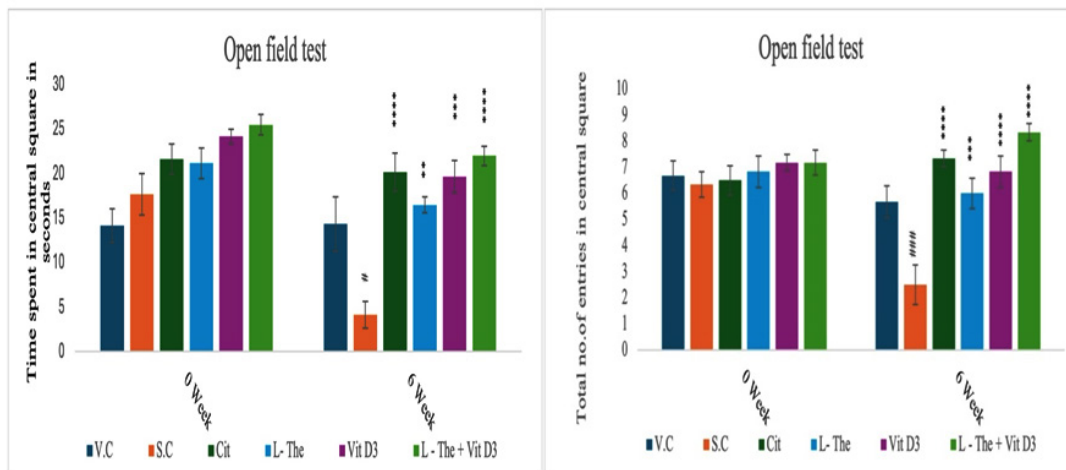 Open field test
Time spent in central square in
seconds
30
25
20
15
10
5
0
#
****
**
***
****
0 Week
6 Week
V.C
S.C
Cit
L- The
Vit D3
L - The + Vit D3
Open field test
Total no.of entries in central square
10
9
8
7
6
5
4
3
2
1
0
###
****
***
****
*****
0 Week
6 Week
V.C
S.C
Cit
L- The
Vit D3
L - The + Vit D3